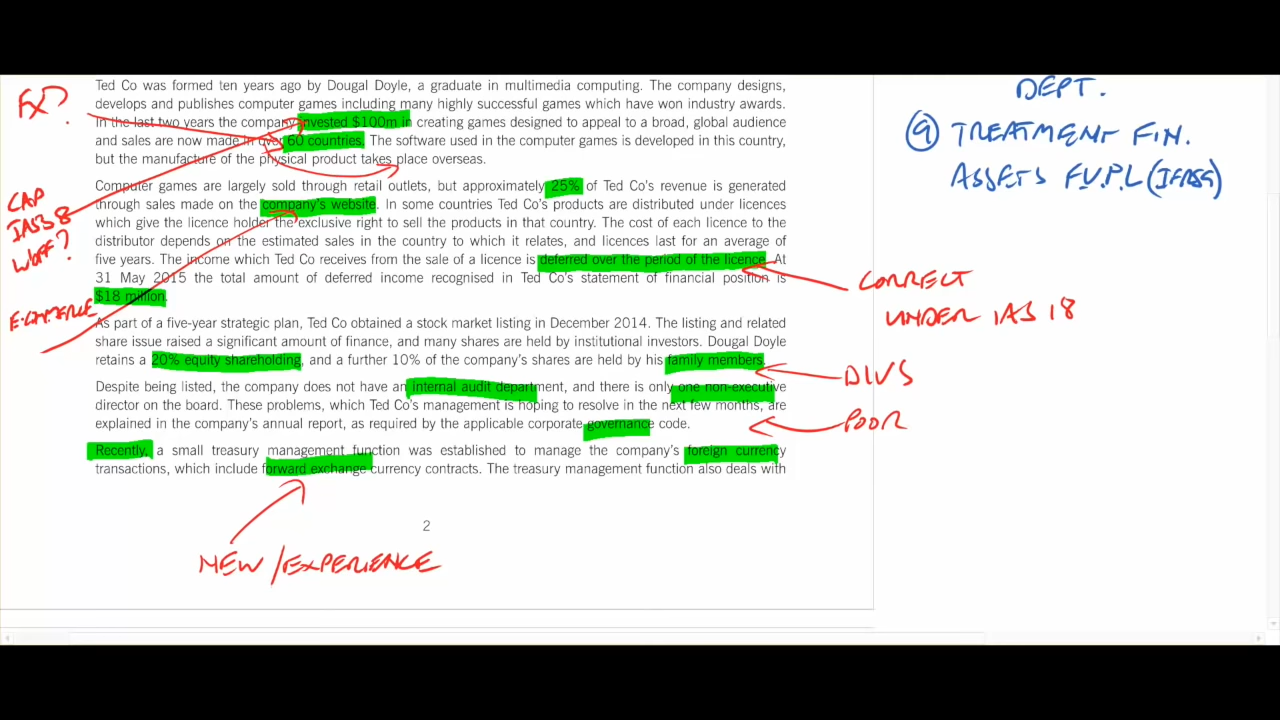 Ted Co was formed ten years ago by Dougal Doyle, a graduate in multimedia computing. The company designs,
develops and publishes computer games including many highly successful games which have won industry awards.
In the last two years the company invested $100m in creating games designed to appeal to a broad, global audience
and sales are now made in over 60 countries. The software used in the computer games is developed in this country,
but the manufacture of the physical product takes place overseas.
Computer games are largely sold through retail outlets, but approximately 25% of Ted Co's revenue is generated
through sales made on the company's website. In some countries Ted Co's products are distributed under licences
which give the licence holder the exclusive right to sell the products in that country. The cost of each licence to the
distributor depends on the estimated sales in the country to which it relates, and licences last for an average of
five years. The income which Ted Co receives from the sale of a licence is deferred over the period of the licence. At
31 May 2015 the total amount of deferred income recognised in Ted Co's statement of financial position is
$18 million.
As part of a five-year strategic plan, Ted Co obtained a stock market listing in December 2014. The listing and related
share issue raised a significant amount of finance, and many shares are held by institutional investors. Dougal Doyle
retains a 20% equity shareholding, and a further 10% of the company's shares are held by his family members.
Despite being listed, the company does not have an internal audit department, and there is only one non-executive
director on the board. These problems, which Ted Co's management is hoping to resolve in the next few months, are
explained in the company's annual report, as required by the applicable corporate governance code.
Recently, a small treasury management function was established to manage the company's foreign currency
transactions, which include forward exchange currency contracts. The treasury management function also deals with
2
FX?
CAP
IAS38
W/OFF?
E.COMMERCE
NEW/EXPERIENCE
CORRECT
UNDER IAS 18
DIVS
POOR
DEPT.
(9) TREATMENT FIN.
ASSETS F.V.P.L (IFRS9)